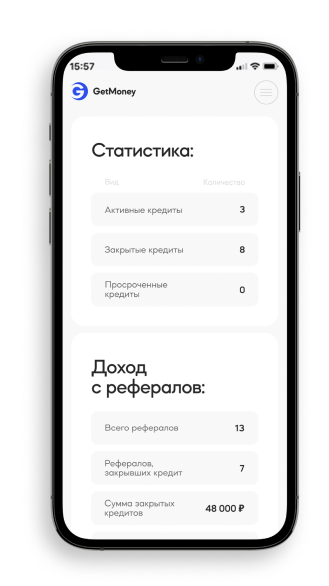 15:57
GetMoney
Статистика:
Вид Количество
Активные кредиты 3
Закрытые кредиты 8
Просроченные
кредиты 0
Доход
с рефералов:
Всего рефералов 13
Рефералов,
закрывших кредит 7
Сумма закрытых
кредитов 48 000 ₽